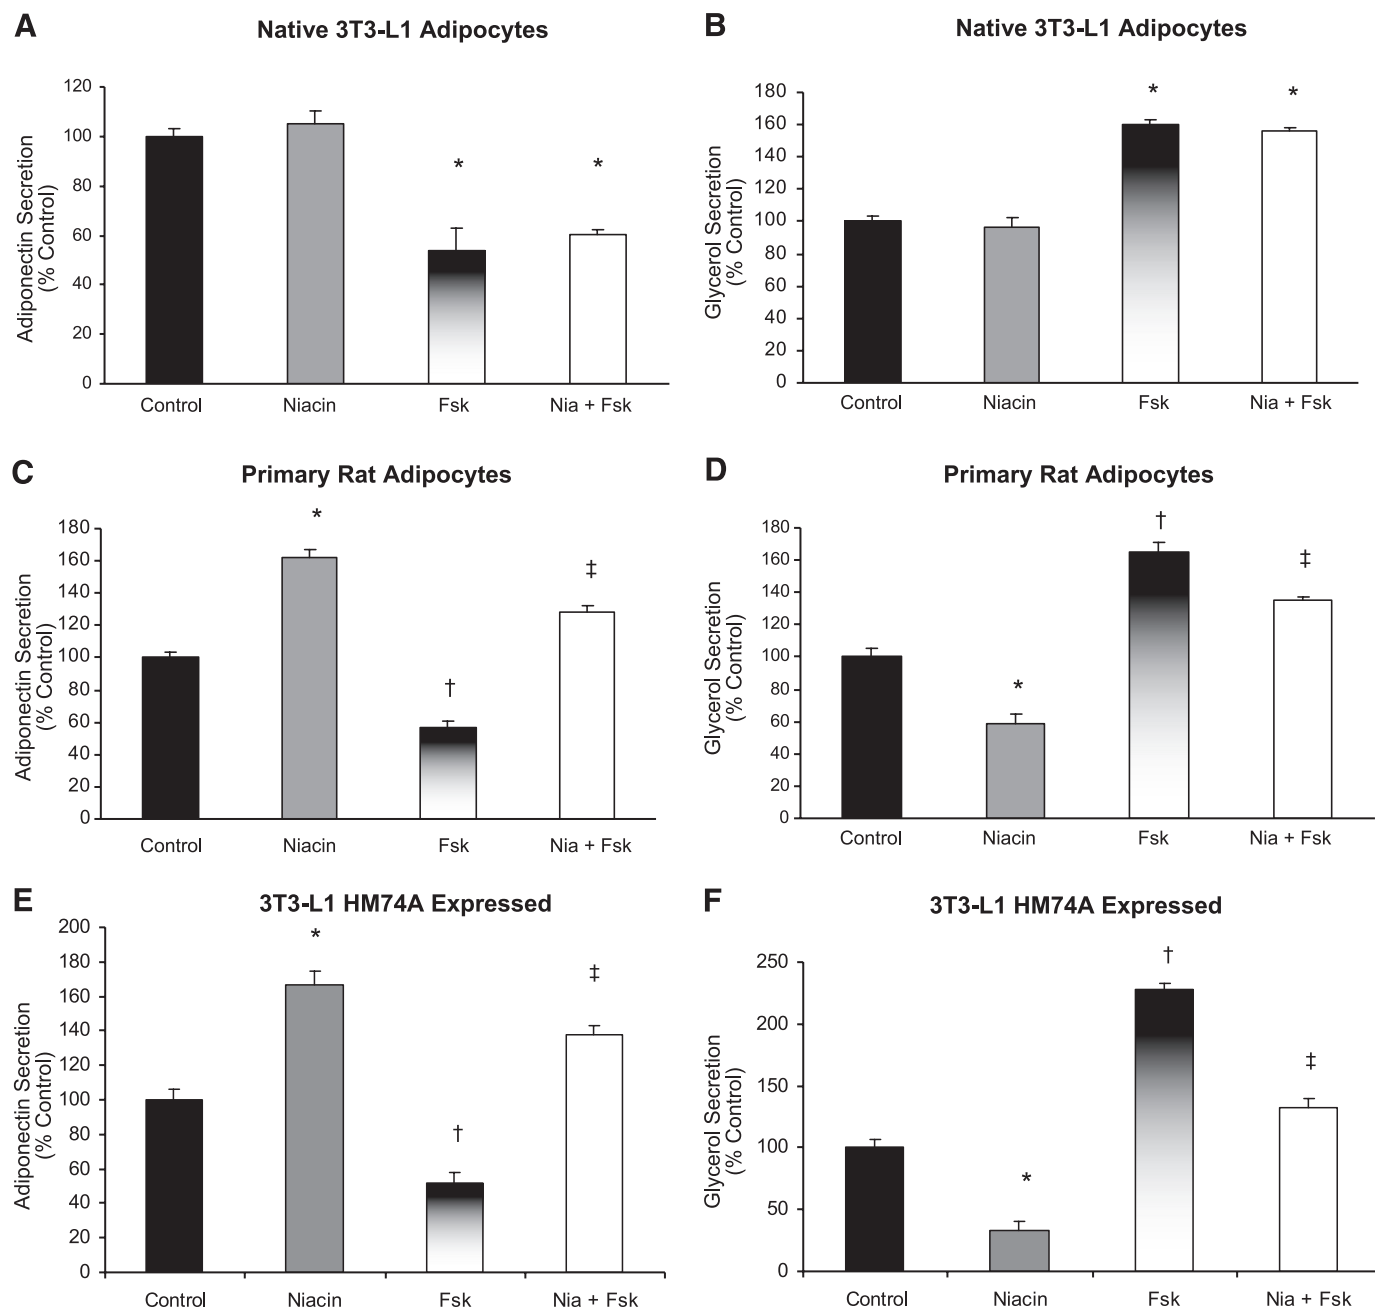 A
Native 3T3-L1 Adipocytes
Adiponectin Secretion
(% Control)
120
100
80
60
40
20
0
*
*
Control Niacin Fsk Nia + Fsk
B
Native 3T3-L1 Adipocytes
Glycerol Secretion
(% Control)
180
160
140
120
100
80
60
40
20
0
*
*
Control Niacin Fsk Nia + Fsk
C
Primary Rat Adipocytes
Adiponectin Secretion
(% Control)
180
160
140
120
100
80
60
40
20
0
*
†
‡
Control Niacin Fsk Nia + Fsk
D
Primary Rat Adipocytes
Glycerol Secretion
(% Control)
180
160
140
120
100
80
60
40
20
0
*
†
‡
Control Niacin Fsk Nia + Fsk
E
3T3-L1 HM74A Expressed
Adiponectin Secretion
(% Control)
200
180
160
140
120
100
80
60
40
20
0
*
†
‡
Control Niacin Fsk Nia + Fsk
F
3T3-L1 HM74A Expressed
Glycerol Secretion
(% Control)
250
200
150
100
50
0
*
†
‡
Control Niacin Fsk Nia + Fsk